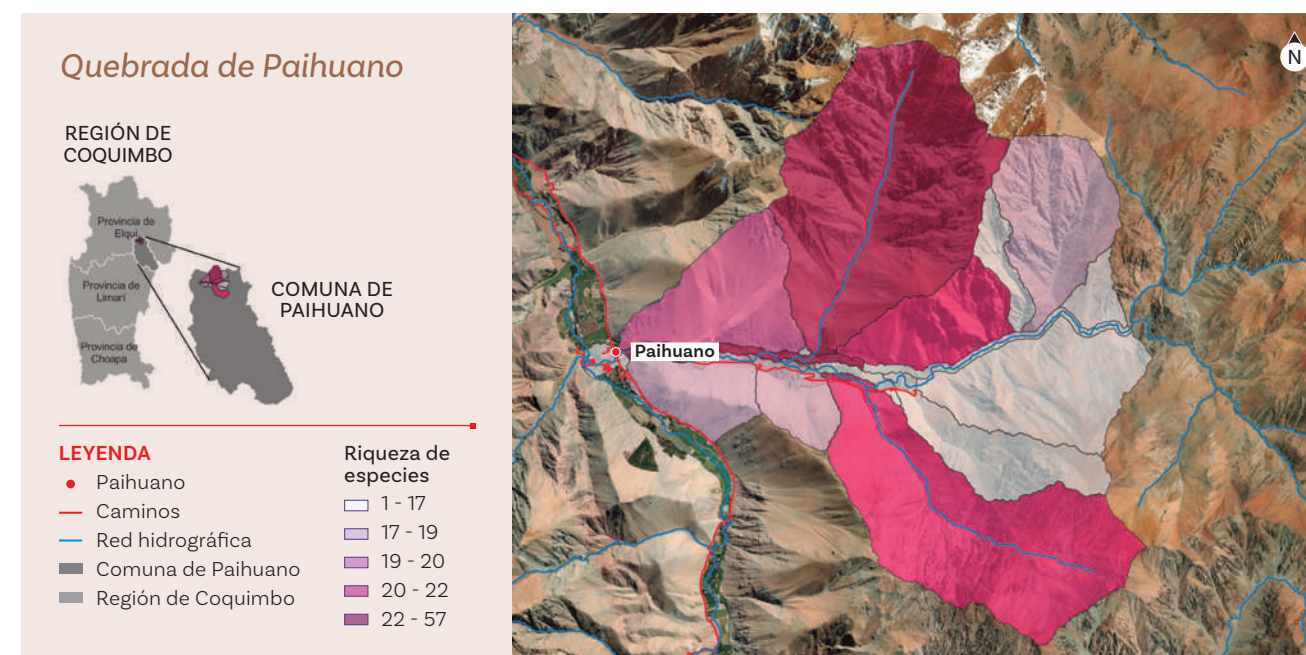 Quebrada de Paihuano
REGIÓN DE
COQUIMBO
Provincia de
Elqui
Provincia de
Limarí
Provincia de
Choapa
COMUNA DE
PAIHUANO
LEYENDA
Paihuano
Caminos
Red hidrográfica
Comuna de Paihuano
Región de Coquimbo
Riqueza de
especies
1 - 17
17 - 19
19 - 20
20 - 22
22 - 57
Paihuano
N